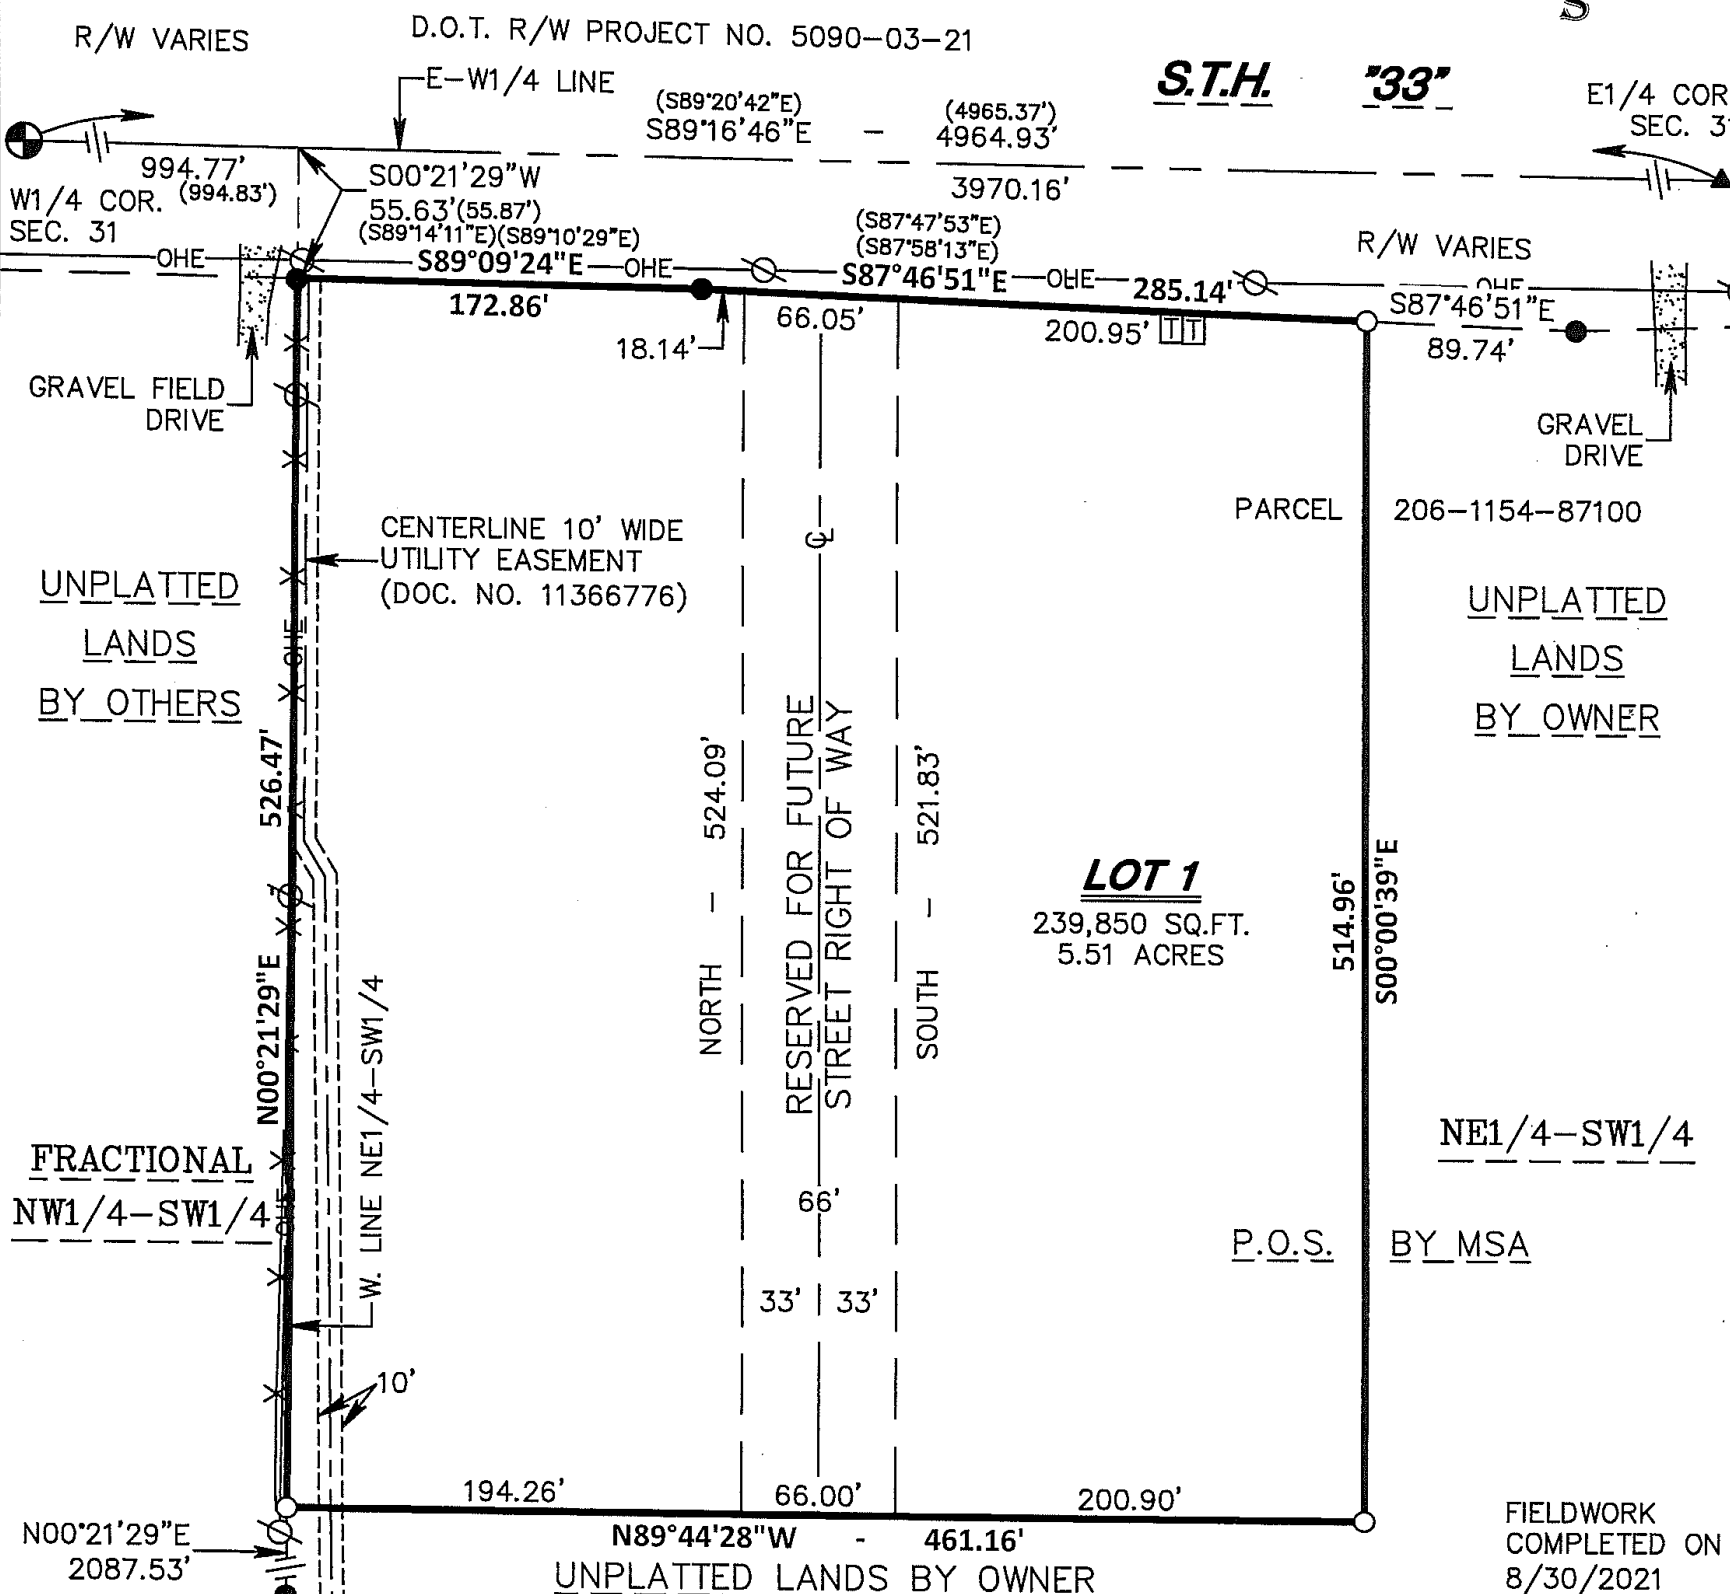 R/W VARIES
D.O.T. R/W PROJECT NO. 5090-03-21
S
E-W1/4 LINE
S.T.H. "33"
(S89°20'42"E)
S89°16'46"E - 4964.93'
(4965.37')
E1/4 COR
SEC. 31
994.77'
(994.83')
W1/4 COR.
SEC. 31
S00°21'29"W
55.63'(55.87')
3970.16'
(S89°14'11"E)(S89°10'29"E)
(S87°47'53"E)
(S87°58'13"E)
R/W VARIES
OHE
S89°09'24"E
OHE
S87°46'51"E
OHE
285.14'
OHE
S87°46'51"E
172.86'
66.05'
18.14'
200.95'
TT
89.74'
GRAVEL FIELD
DRIVE
GRAVEL
DRIVE
CENTERLINE 10' WIDE
UTILITY EASEMENT
(DOC. NO. 11366776)
℄
PARCEL 206-1154-87100
UNPLATTED
LANDS
BY OTHERS
UNPLATTED
LANDS
BY OWNER
OHE
526.47'
N00°21'29"E
NORTH - 524.09'
RESERVED FOR FUTURE
STREET RIGHT OF WAY
SOUTH - 521.83'
LOT 1
239,850 SQ.FT.
5.51 ACRES
514.96'
S00°00'39"E
W. LINE NE1/4-SW1/4
FRACTIONAL
NW1/4-SW1/4
OHE
NE1/4-SW1/4
66'
P.O.S. BY MSA
33' 33'
10'
194.26'
66.00'
200.90'
N89°44'28"W - 461.16'
UNPLATTED LANDS BY OWNER
N00°21'29"E
2087.53'
FIELDWORK
COMPLETED ON
8/30/2021